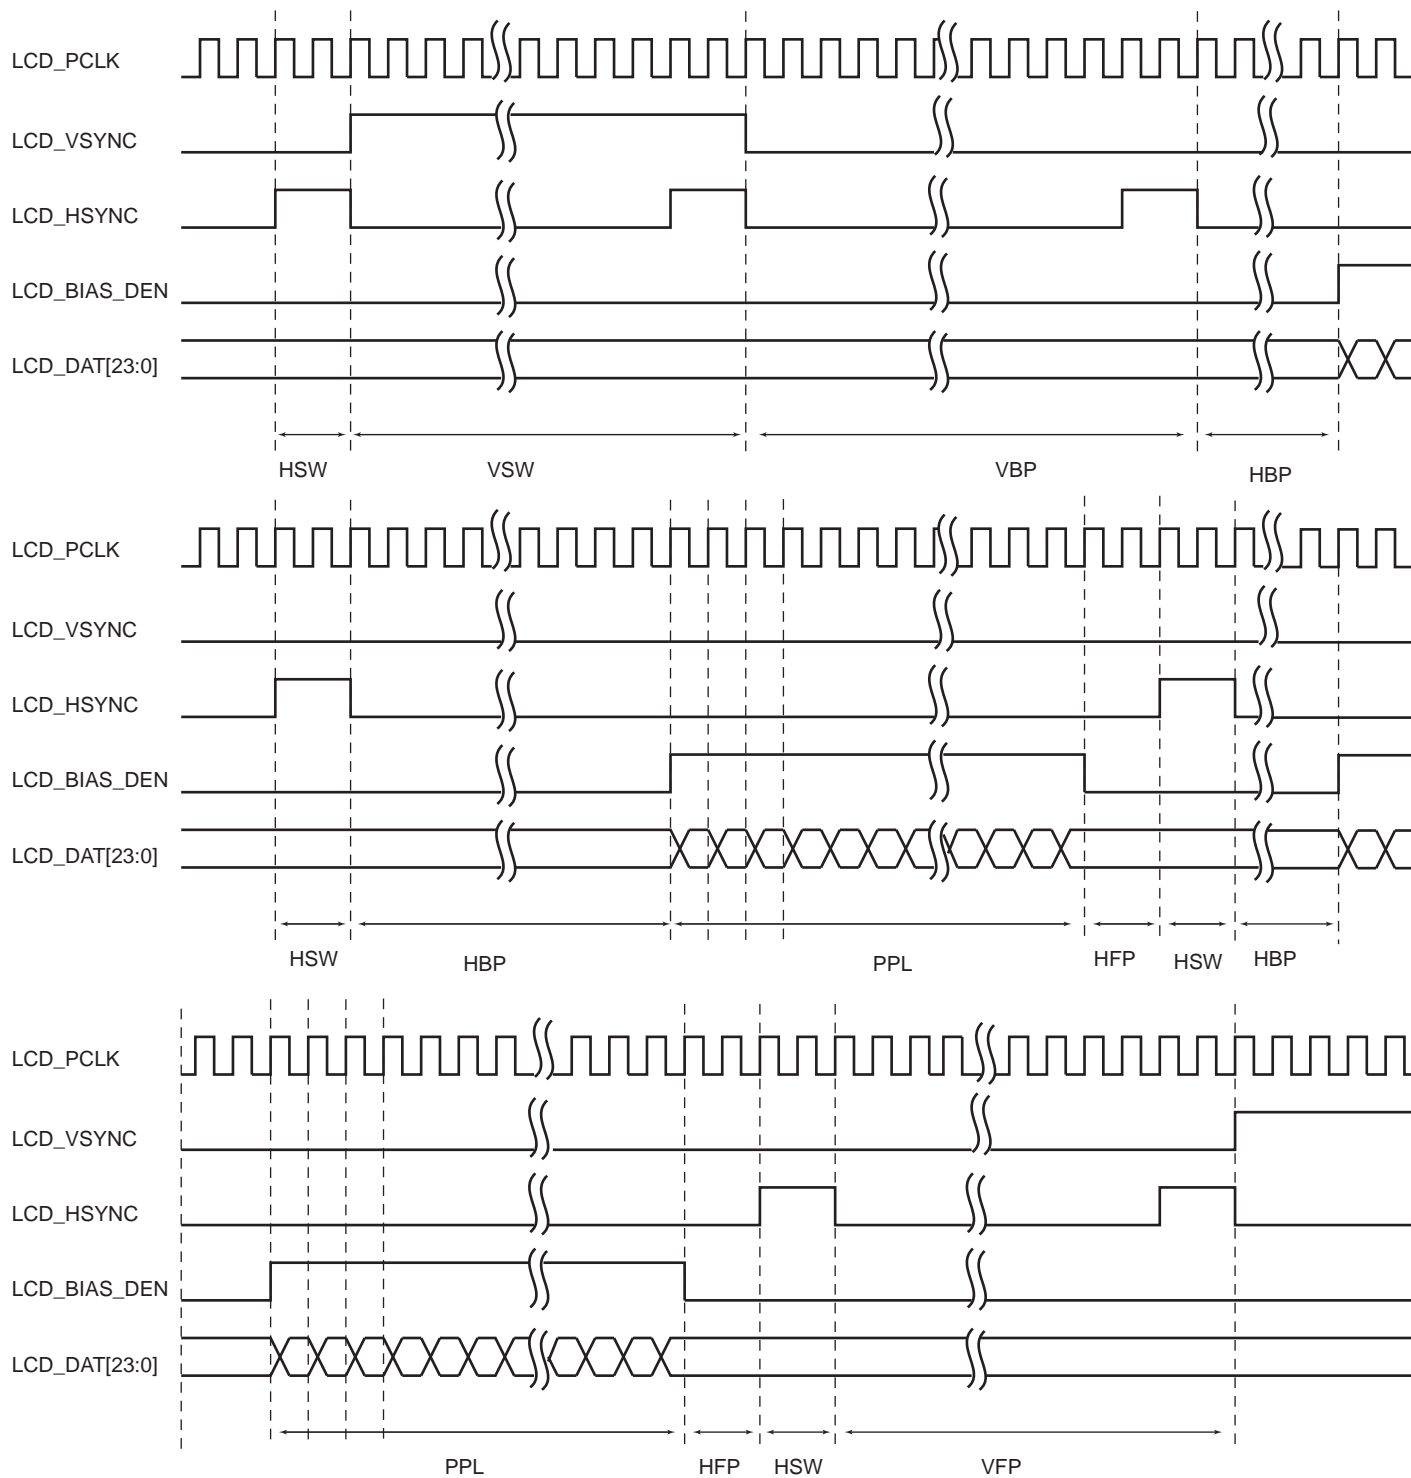 LCD_PCLK
LCD_VSYNC
LCD_HSYNC
LCD_BIAS_DEN
LCD_DAT[23:0]
HSW VSW VBP HBP
LCD_PCLK
LCD_VSYNC
LCD_HSYNC
LCD_BIAS_DEN
LCD_DAT[23:0]
HSW HBP PPL HFP HSW HBP
LCD_PCLK
LCD_VSYNC
LCD_HSYNC
LCD_BIAS_DEN
LCD_DAT[23:0]
PPL HFP HSW VFP